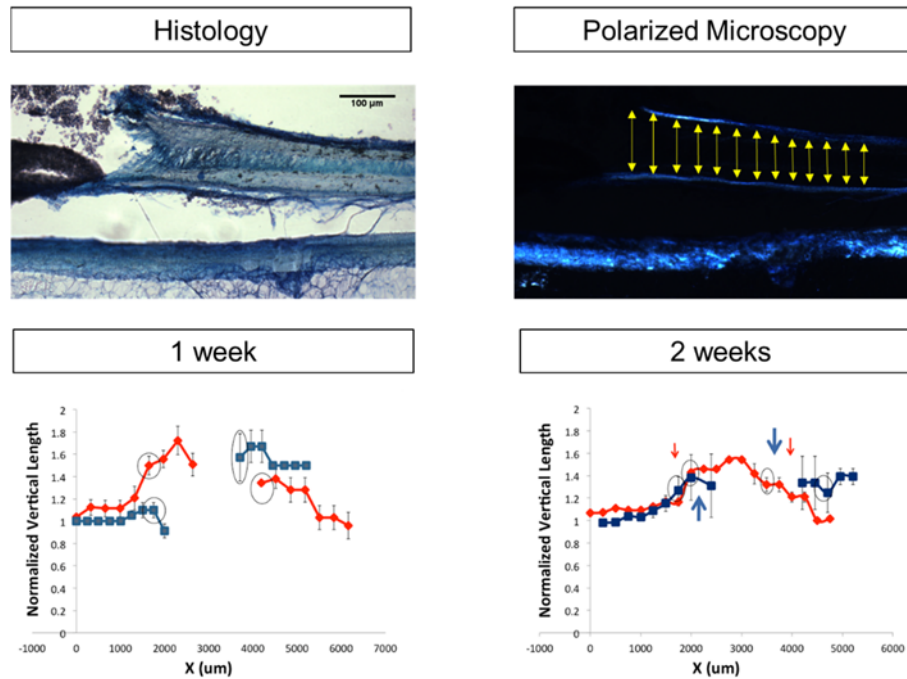 Histology
Polarized Microscopy
100 µm
1 week
2 weeks
Normalized Vertical Length
2
1.8
1.6
1.4
1.2
1
0.8
0.6
0.4
0.2
0
-1000 0 1000 2000 3000 4000 5000 6000 7000
X (um)
Normalized Vertical Length
2
1.8
1.6
1.4
1.2
1
0.8
0.6
0.4
0.2
0
-1000 0 1000 2000 3000 4000 5000 6000
X (um)